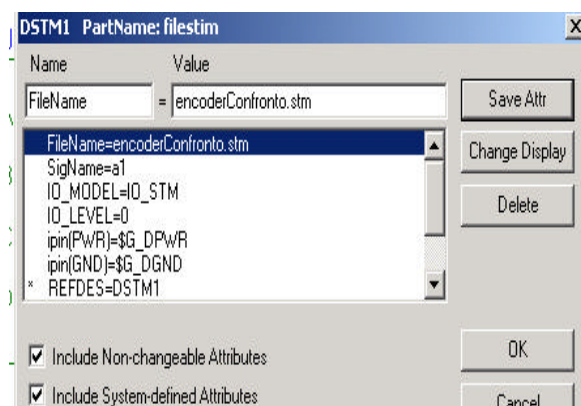 DSTM1 PartName: filestim X
Name Value
FileName = encoderConfronto.stm
Save Attr
FileName=encoderConfronto.stm
SigName=a1
IO_MODEL=IO_STM
IO_LEVEL=0
ipin(PWR)=$G_DPWR
ipin(GND)=$G_DGND
* REFDES=DSTM1
Change Display
Delete
Include Non-changeable Attributes
Include System-defined Attributes
OK
Cancel